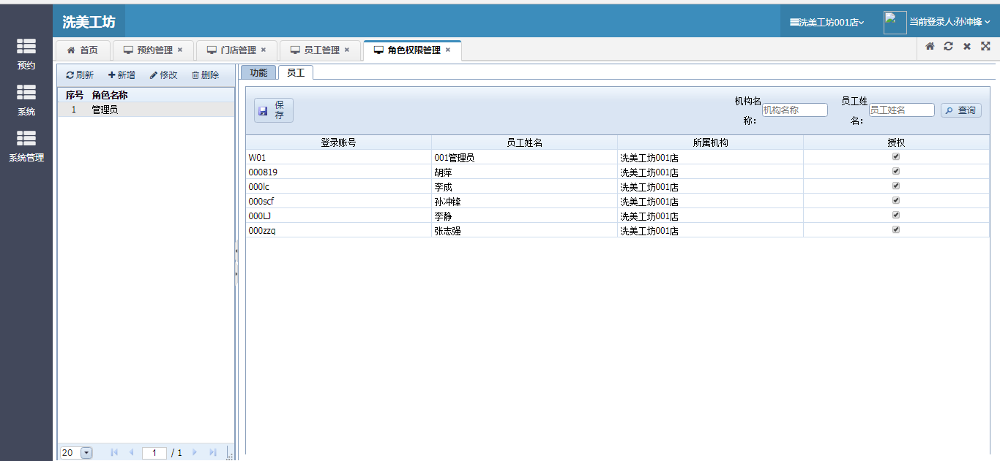 洗美工坊
洗美工坊001店
当前登录人:孙冲锋
预约
系统
系统管理
首页
预约管理
门店管理
员工管理
角色权限管理
刷新 新增 修改 删除
序号 角色名称
1 管理员
20
1 / 1
功能 员工
保
存
机构名
称：
机构名称
员工姓
名：
员工姓名
查询
登录账号 员工姓名 所属机构 授权
W01 001管理员 洗美工坊001店
000819 胡萍 洗美工坊001店
000lc 李成 洗美工坊001店
000scf 孙冲锋 洗美工坊001店
000LJ 李静 洗美工坊001店
000zzq 张志强 洗美工坊001店